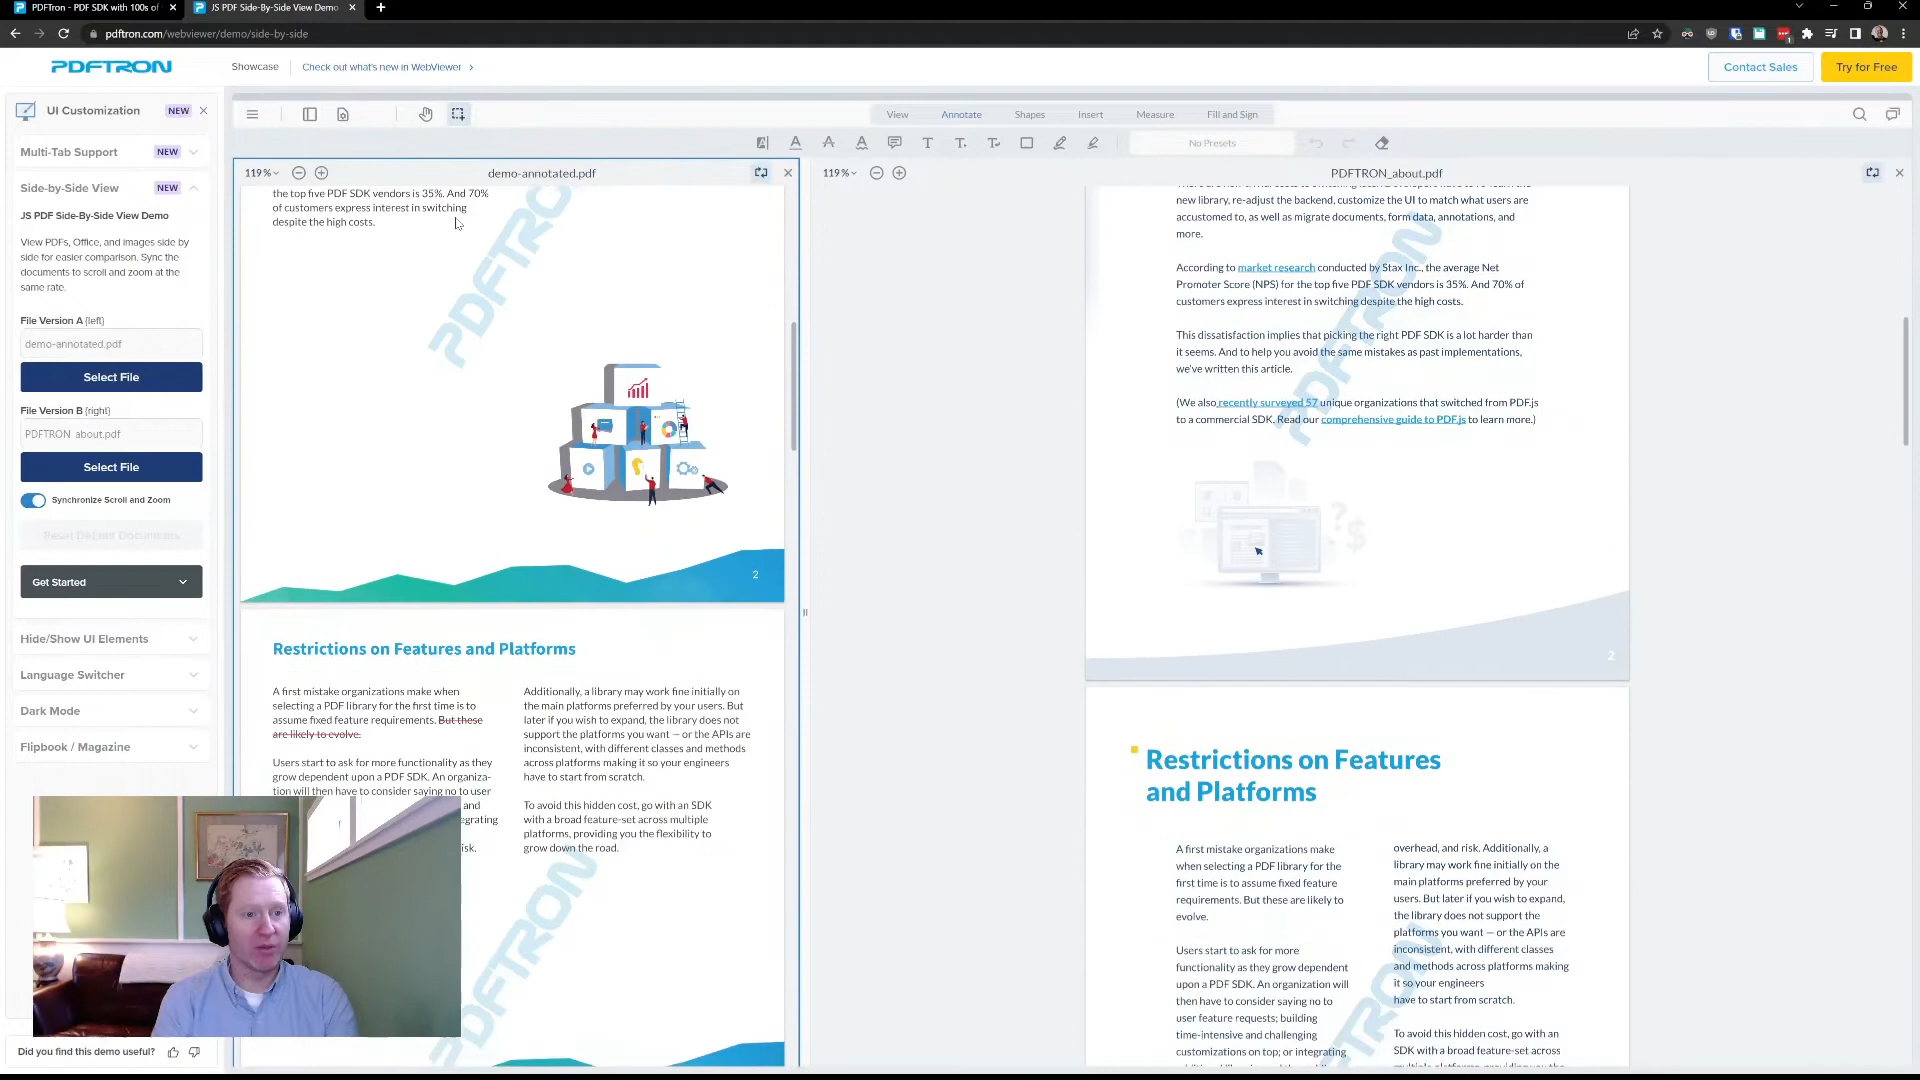 PDFTron - PDF SDK with 100s of
JS PDF Side-By-Side View Demo
pdftron.com/webviewer/demo/side-by-side
PDFTRON
Showcase
Check out what's new in WebViewer
Contact Sales
Try for Free
UI Customization
NEW
Multi-Tab Support
NEW
Side-by-Side View
NEW
JS PDF Side-By-Side View Demo
View PDFs, Office, and images side by
side for easier comparison. Sync the
documents to scroll and zoom at the
same rate.
File Version A (left)
demo-annotated.pdf
Select File
File Version B (right)
PDFTRON about.pdf
Select File
Synchronize Scroll and Zoom
Reset Default Documents
Get Started
Hide/Show UI Elements
Language Switcher
Dark Mode
Flipbook / Magazine
Did you find this demo useful?
View
Annotate
Shapes
Insert
Measure
Fill and Sign
No Presets
119%
demo-annotated.pdf
the top five PDF SDK vendors is 35%. And 70%
of customers express interest in switching
despite the high costs.
PDFTRON
2
Restrictions on Features and Platforms
A first mistake organizations make when
selecting a PDF library for the first time is to
assume fixed feature requirements. But these
are likely to evolve.
Users start to ask for more functionality as they
grow dependent upon a PDF SDK. An organiza-
tion will then have to consider saying no to user
and
egrating
isk.
Additionally, a library may work fine initially on
the main platforms preferred by your users. But
later if you wish to expand, the library does not
support the platforms you want — or the APIs are
inconsistent, with different classes and methods
across platforms making it so your engineers
have to start from scratch.
To avoid this hidden cost, go with an SDK
with a broad feature-set across multiple
platforms, providing you the flexibility to
grow down the road.
PDFTRON
119%
PDFTRON_about.pdf
new library, re-adjust the backend, customize the UI to match what users are
accustomed to, as well as migrate documents, form data, annotations, and
more.
According to market research conducted by Stax Inc., the average Net
Promoter Score (NPS) for the top five PDF SDK vendors is 35%. And 70% of
customers express interest in switching despite the high costs.
This dissatisfaction implies that picking the right PDF SDK is a lot harder than
it seems. And to help you avoid the same mistakes as past implementations,
we've written this article.
(We also recently surveyed 57 unique organizations that switched from PDF.js
to a commercial SDK. Read our comprehensive guide to PDF.js to learn more.)
PDFTRON
2
Restrictions on Features
and Platforms
A first mistake organizations make
when selecting a PDF library for the
first time is to assume fixed feature
requirements. But these are likely to
evolve.
Users start to ask for more
functionality as they grow dependent
upon a PDF SDK. An organization will
then have to consider saying no to
user feature requests; building
time-intensive and challenging
customizations on top; or integrating
overhead, and risk. Additionally, a
library may work fine initially on the
main platforms preferred by your
users. But later if you wish to expand,
the library does not support the
platforms you want — or the APIs are
inconsistent, with different classes
and methods across platforms making
it so your engineers
have to start from scratch.
To avoid this hidden cost, go with an
SDK with a broad feature-set across
PDFTRON